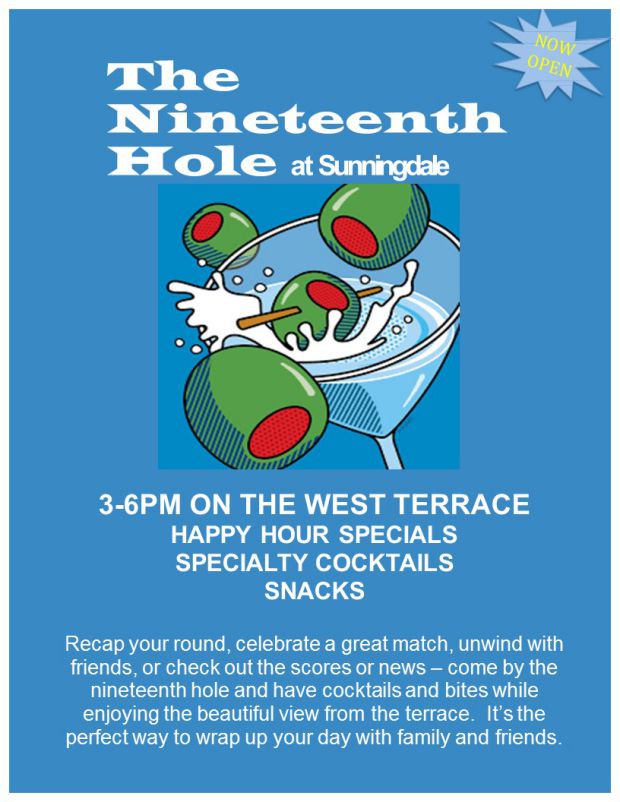 NOW
OPEN
The
Nineteenth
Hole at Sunningdale
3-6PM ON THE WEST TERRACE
HAPPY HOUR SPECIALS
SPECIALTY COCKTAILS
SNACKS
Recap your round, celebrate a great match, unwind with
friends, or check out the scores or news – come by the
nineteenth hole and have cocktails and bites while
enjoying the beautiful view from the terrace. It's the
perfect way to wrap up your day with family and friends.